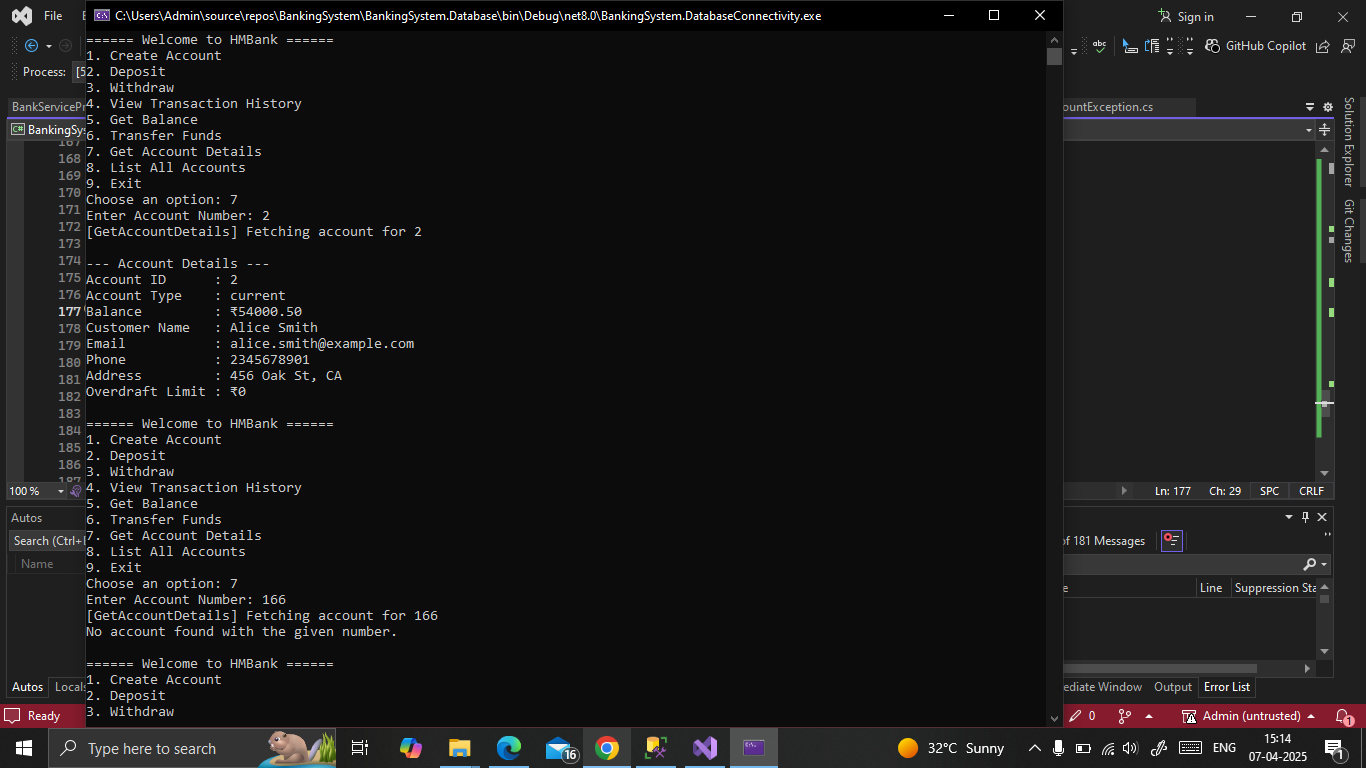 C:\Users\Admin\source\repos\BankingSystem\BankingSystem.Database\bin\Debug\net8.0\BankingSystem.DatabaseConnectivity.exe
File
Sign in
GitHub Copilot
Process:
BankServicePr
ountException.cs
BankingSys
====== Welcome to HMBank ======
1. Create Account
2. Deposit
3. Withdraw
4. View Transaction History
5. Get Balance
6. Transfer Funds
7. Get Account Details
8. List All Accounts
9. Exit
Choose an option: 7
Enter Account Number: 2
[GetAccountDetails] Fetching account for 2
--- Account Details ---
Account ID      : 2
Account Type    : current
Balance         : ₹54000.50
Customer Name   : Alice Smith
Email           : alice.smith@example.com
Phone           : 2345678901
Address         : 456 Oak St, CA
Overdraft Limit : ₹0
====== Welcome to HMBank ======
1. Create Account
2. Deposit
3. Withdraw
4. View Transaction History
5. Get Balance
6. Transfer Funds
7. Get Account Details
8. List All Accounts
9. Exit
Choose an option: 7
Enter Account Number: 166
[GetAccountDetails] Fetching account for 166
No account found with the given number.
====== Welcome to HMBank ======
1. Create Account
2. Deposit
3. Withdraw
167
168
169
170
171
172
173
174
175
176
177
178
179
180
181
182
183
184
185
186
187
100 %
Ln: 177 Ch: 29 SPC CRLF
Autos
Search (Ctrl+
Name
of 181 Messages
Line Suppression Sta
Autos Locals
ediate Window Output Error List
Ready
0
Admin (untrusted)
1
Type here to search
16
32°C Sunny
ENG
15:14
07-04-2025
1